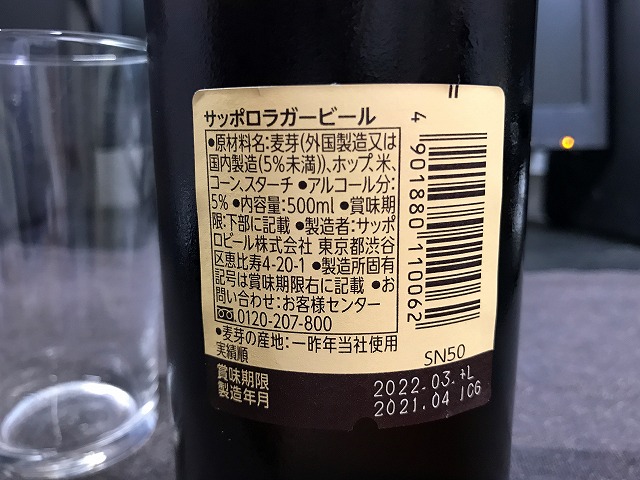 サッポロラガービール
●原材料名:麦芽(外国製造又は
国内製造(5%未満))、ホップ、米、
コーン、スターチ ●アルコール分:
5% ●内容量:500ml ●賞味期
限:下部に記載 ●製造者:サッポ
ロビール株式会社 東京都渋谷
区恵比寿4-20-1 ●製造所固有
記号は賞味期限右に記載 ●お
問い合わせ:お客様センター
0120-207-800
●麦芽の産地:一昨年当社使用
実績順
4 901880 110062
SN50
賞味期限
製造年月
2022.03.+L
2021.04 1C6